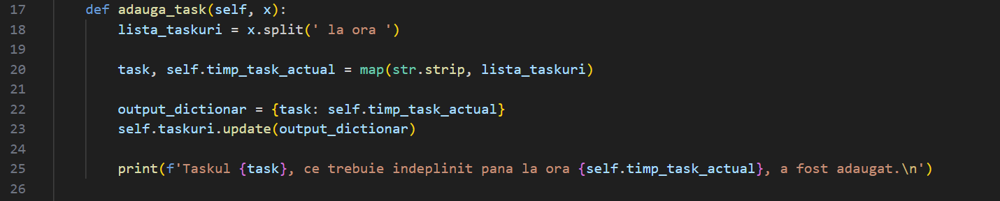 17 def adauga_task(self, x):
18 lista_taskuri = x.split(' la ora ')
19
20 task, self.timp_task_actual = map(str.strip, lista_taskuri)
21
22 output_dictionar = {task: self.timp_task_actual}
23 self.taskuri.update(output_dictionar)
24
25 print(f'Taskul {task}, ce trebuie indeplinit pana la ora {self.timp_task_actual}, a fost adaugat.\n')
26